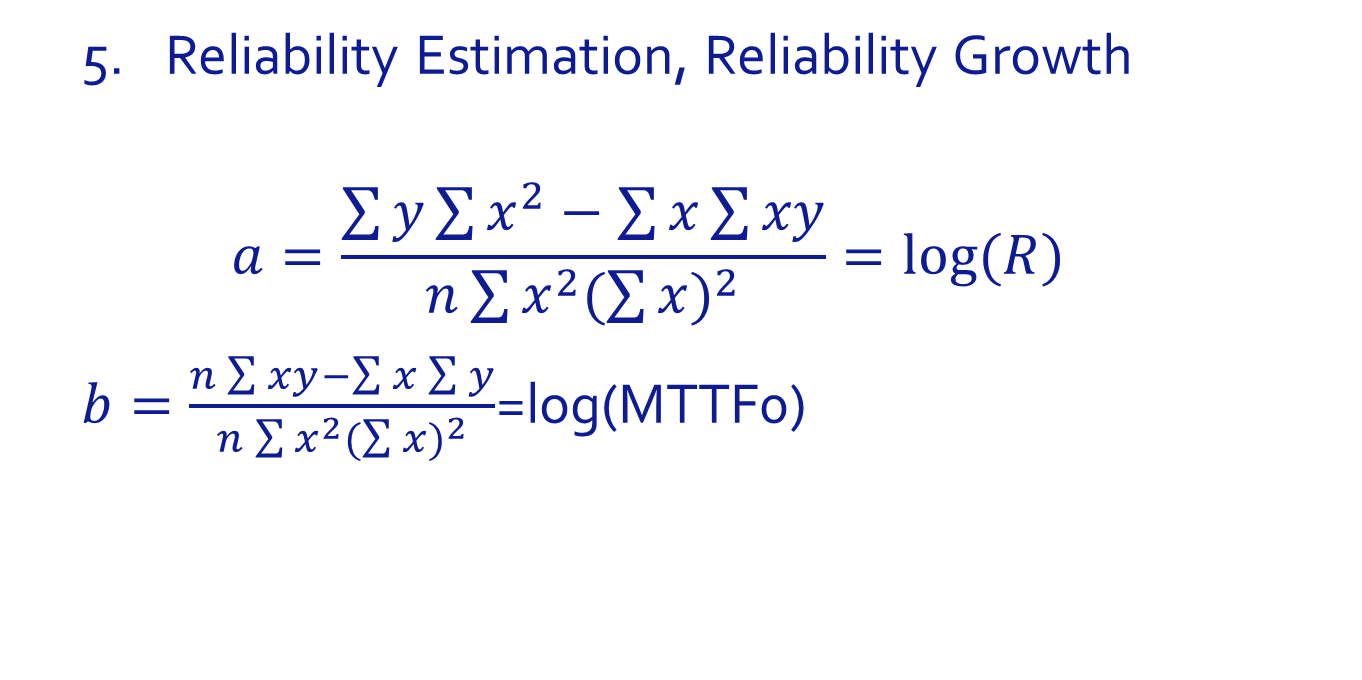 5. Reliability Estimation, Reliability Growth
a = (∑ y ∑ x² − ∑ x ∑ xy) / (n ∑ x²(∑ x)²) = log(R)
b = (n ∑ xy−∑ x ∑ y) / (n ∑ x²(∑ x)²) =log(MTTFo)